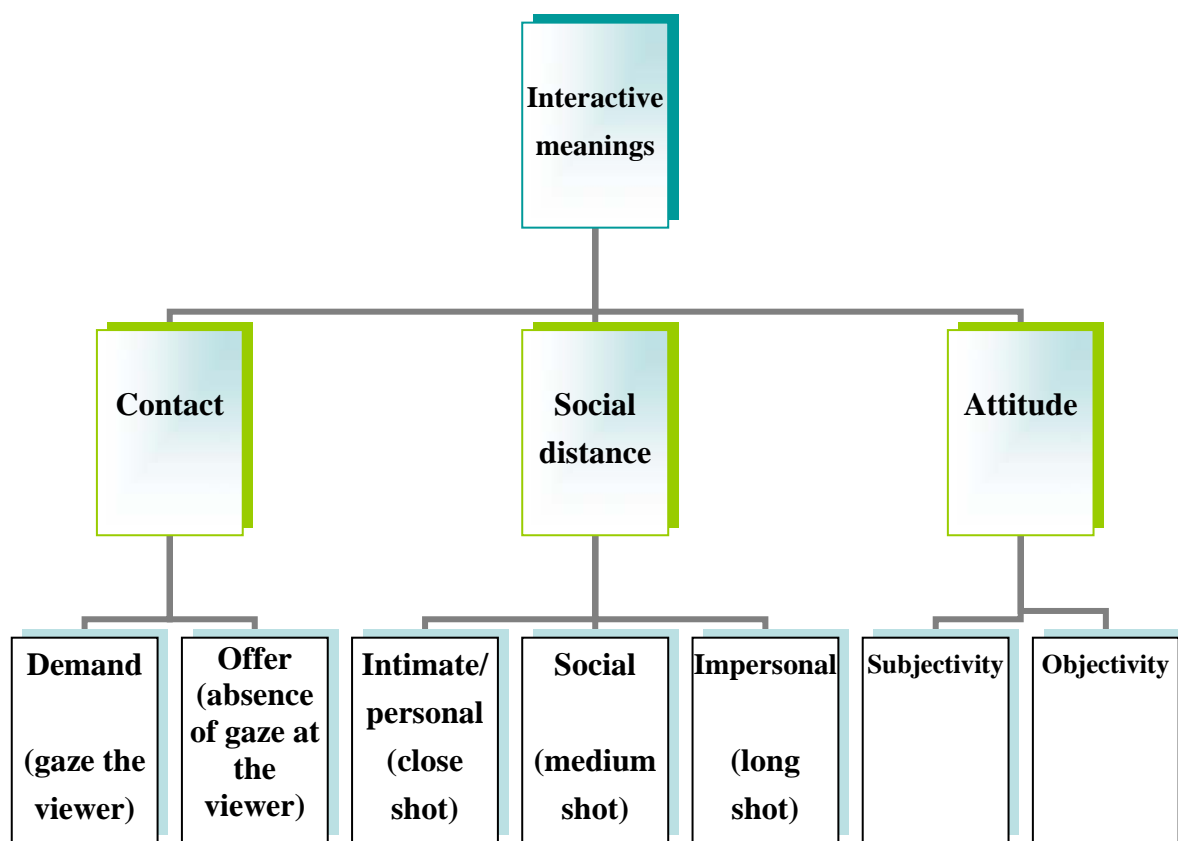 Interactive
meanings
Contact
Social
distance
Attitude
Demand
(gaze the
viewer)
Offer
(absence
of gaze at
the
viewer)
Intimate/
personal
(close
shot)
Social
(medium
shot)
Impersonal
(long
shot)
Subjectivity
Objectivity